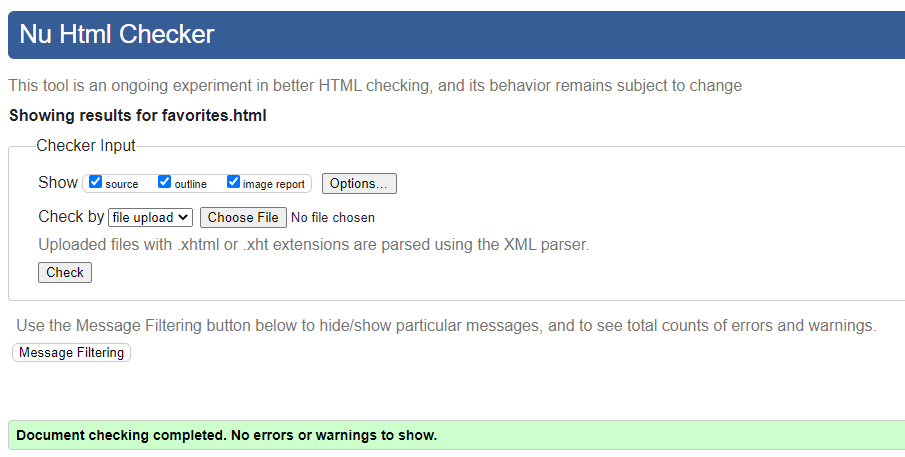 Nu Html Checker
This tool is an ongoing experiment in better HTML checking, and its behavior remains subject to change
Showing results for favorites.html
Checker Input
Show source outline image report Options...
Check by file upload Choose File No file chosen
Uploaded files with .xhtml or .xht extensions are parsed using the XML parser.
Check
Use the Message Filtering button below to hide/show particular messages, and to see total counts of errors and warnings.
Message Filtering
Document checking completed. No errors or warnings to show.